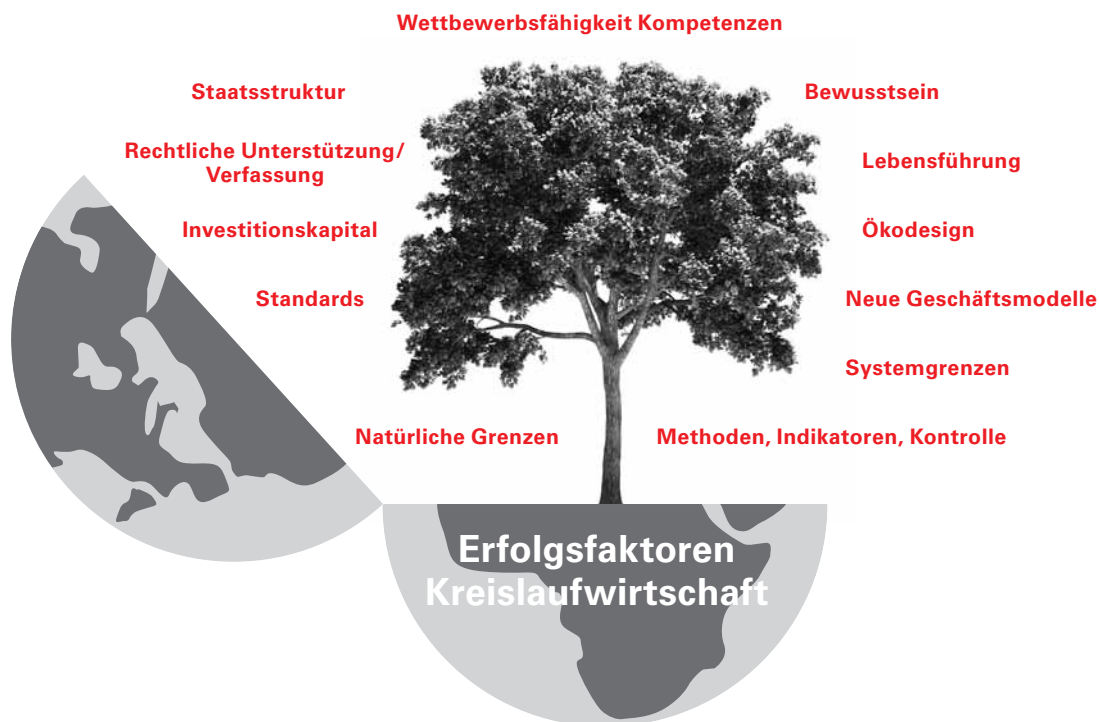 Wettbewerbsfähigkeit Kompetenzen
Staatsstruktur
Bewusstsein
Rechtliche Unterstützung/
Verfassung
Lebensführung
Investitionskapital
Ökodesign
Standards
Neue Geschäftsmodelle
Systemgrenzen
Natürliche Grenzen
Methoden, Indikatoren, Kontrolle
Erfolgsfaktoren
Kreislaufwirtschaft